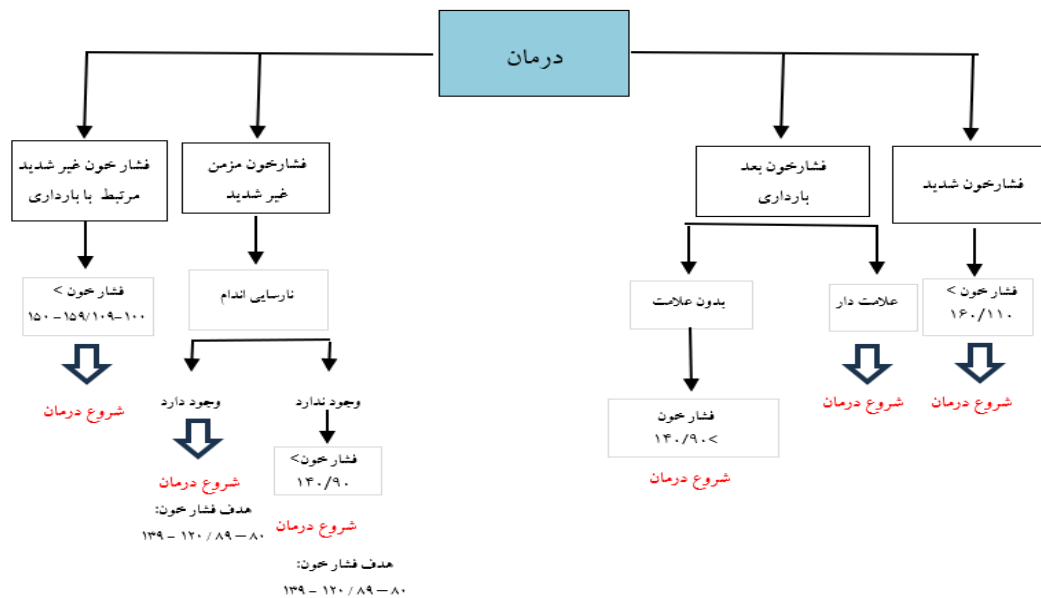 درمان
فشارخون شدید
فشارخون بعد
بارداری
فشارخون مزمن
غیر شدید
فشارخون غیر شدید
مرتبط با بارداری
فشارخون >
۱۶۰/۱۱۰
شروع درمان
علامت دار
شروع درمان
بدون علامت
فشارخون
>۱۴۰/۹۰
شروع درمان
نارسایی اندام
وجود ندارد
فشارخون>
۱۴۰/۹۰
شروع درمان
هدف فشارخون:
۱۳۹ - ۱۲۰ / ۸۹ – ۸۰
وجود دارد
شروع درمان
هدف فشارخون:
۱۳۹ - ۱۲۰ / ۸۹ – ۸۰
فشارخون >
۱۵۰ - ۱۵۹/۱۰۹-۱۰۰
شروع درمان